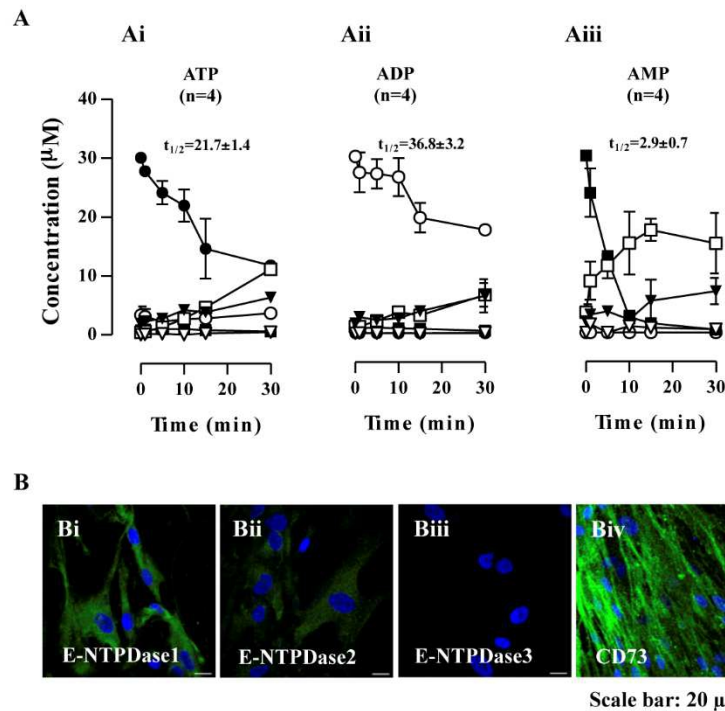 A
Ai
Aii
Aiii
ATP
(n=4)
ADP
(n=4)
AMP
(n=4)
t1/2=21.7±1.4
t1/2=36.8±3.2
t1/2=2.9±0.7
Concentration (µM)
40
30
20
10
0
0 10 20 30
0 10 20 30
0 10 20 30
Time (min)
Time (min)
Time (min)
B
Bi
Bii
Biii
Biv
E-NTPDase1
E-NTPDase2
E-NTPDase3
CD73
Scale bar: 20 µ